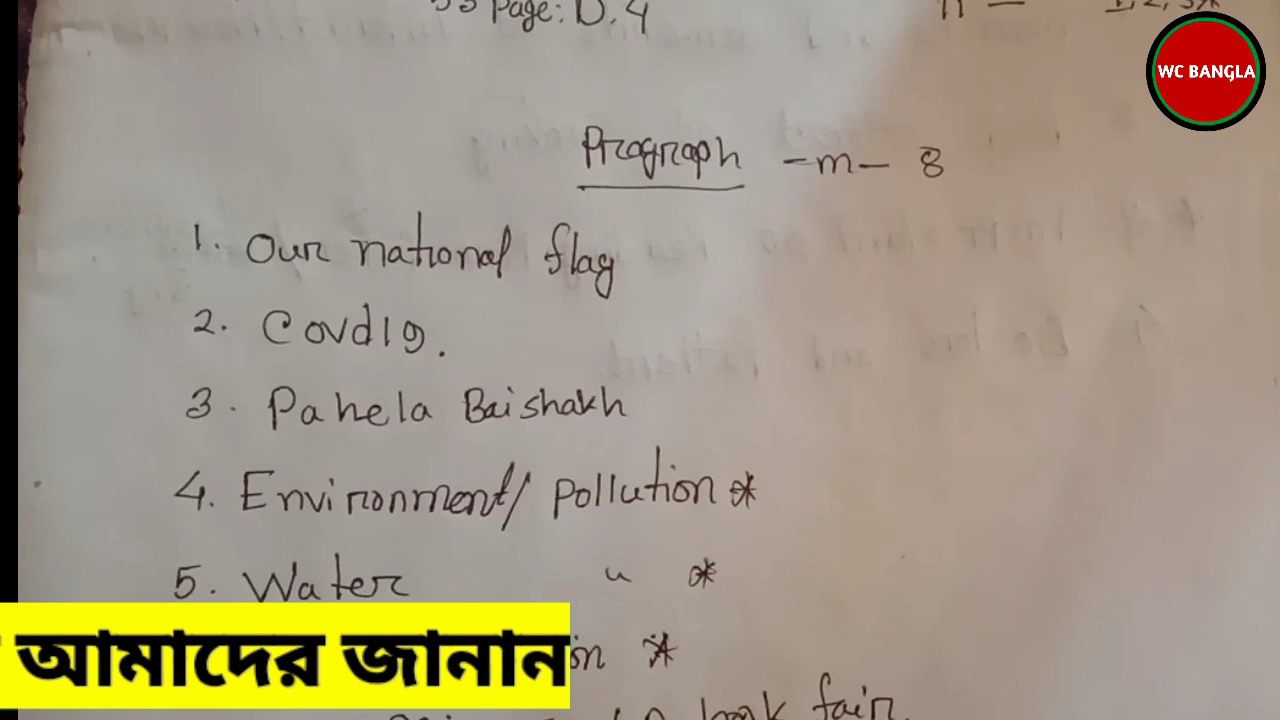 Page: D. 4
WC BANGLA
Pragraph -m- 8
1. Our national flag
2. Covd19.
3. Pahela Baishakh
4. Environment/ pollution *
5. Water " *
আমাদের জানান
on *
look fair.